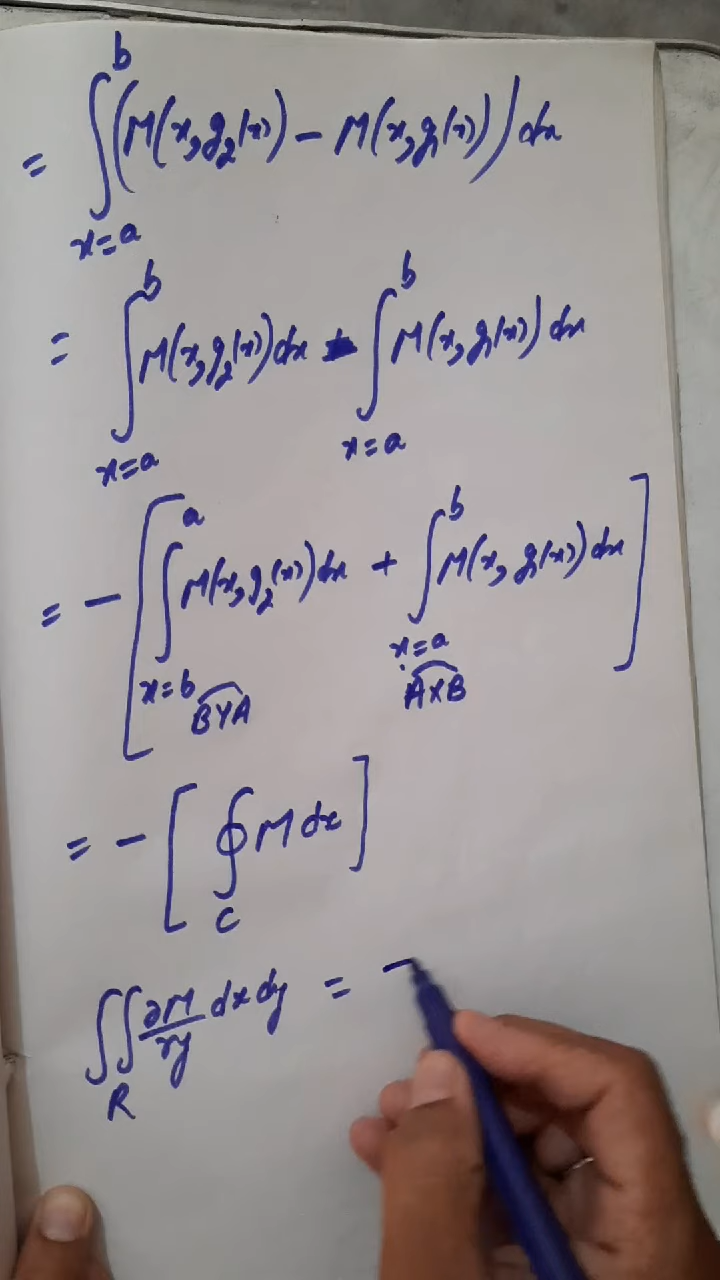 = ∫_{x=a}^{b} (M(x, g₂(x)) − M(x, g₁(x))) dx
= ∫_{x=a}^{b} M(x, g₂(x)) dx - ∫_{x=a}^{b} M(x, g₁(x)) dx
= − [ ∫_{x=b}^{a} M(x, g₂(x)) dx + ∫_{x=a}^{b} M(x, g₁(x)) dx ]
BYA AXB
= − [ ∮_C M dx ]
∬_R ∂M/∂y dx dy = −